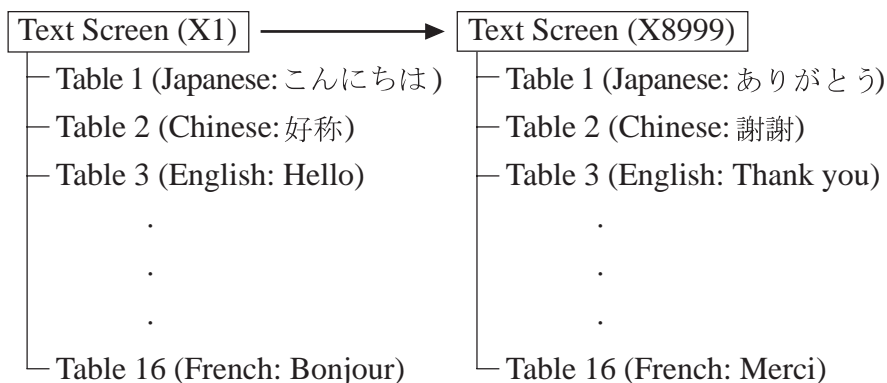 Text Screen (X1)
Table 1 (Japanese: こんにちは)
Table 2 (Chinese: 好称)
Table 3 (English: Hello)
.
.
.
Table 16 (French: Bonjour)
Text Screen (X8999)
Table 1 (Japanese: ありがとう)
Table 2 (Chinese: 謝謝)
Table 3 (English: Thank you)
.
.
.
Table 16 (French: Merci)